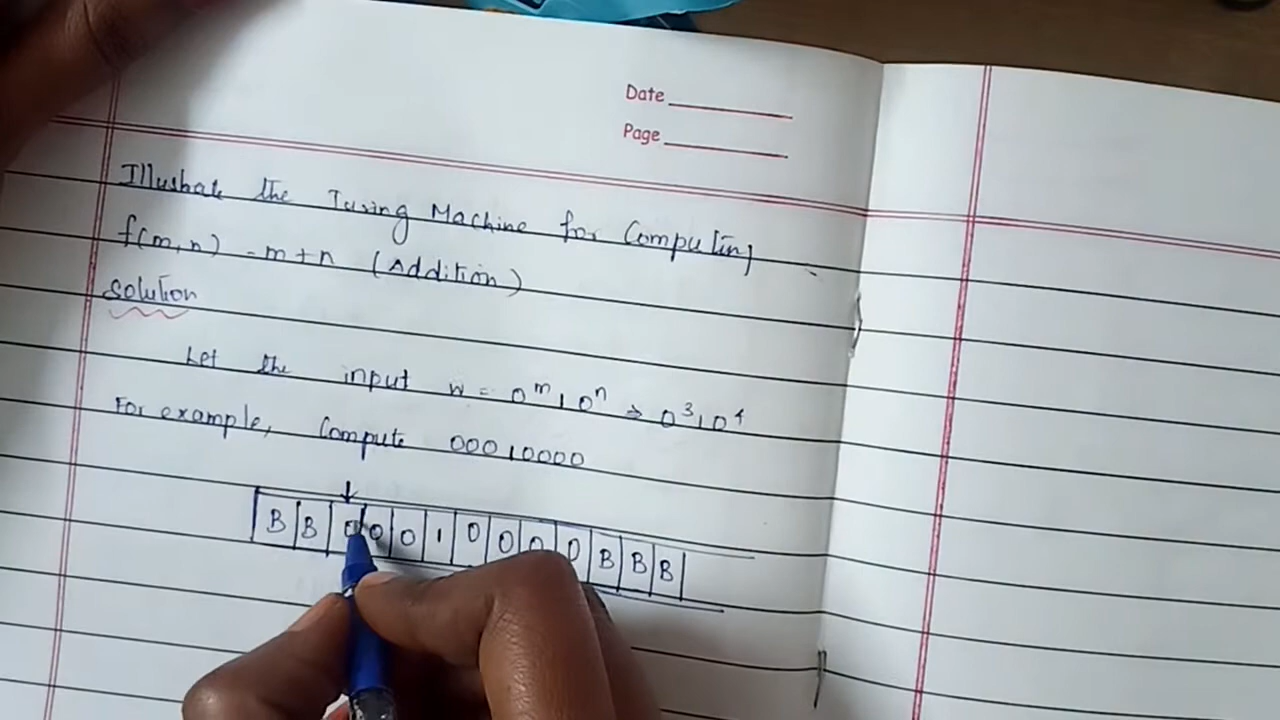 Date
Page
Illustrate the Turing Machine for Computing
f(m,n) = m+n (Addition)
Solution
Let the input w = 0^m 1 0^n ⇒ 0^3 1 0^4
For example, Compute 00010000
↓
B B 0 0 0 1 0 0 0 0 B B B